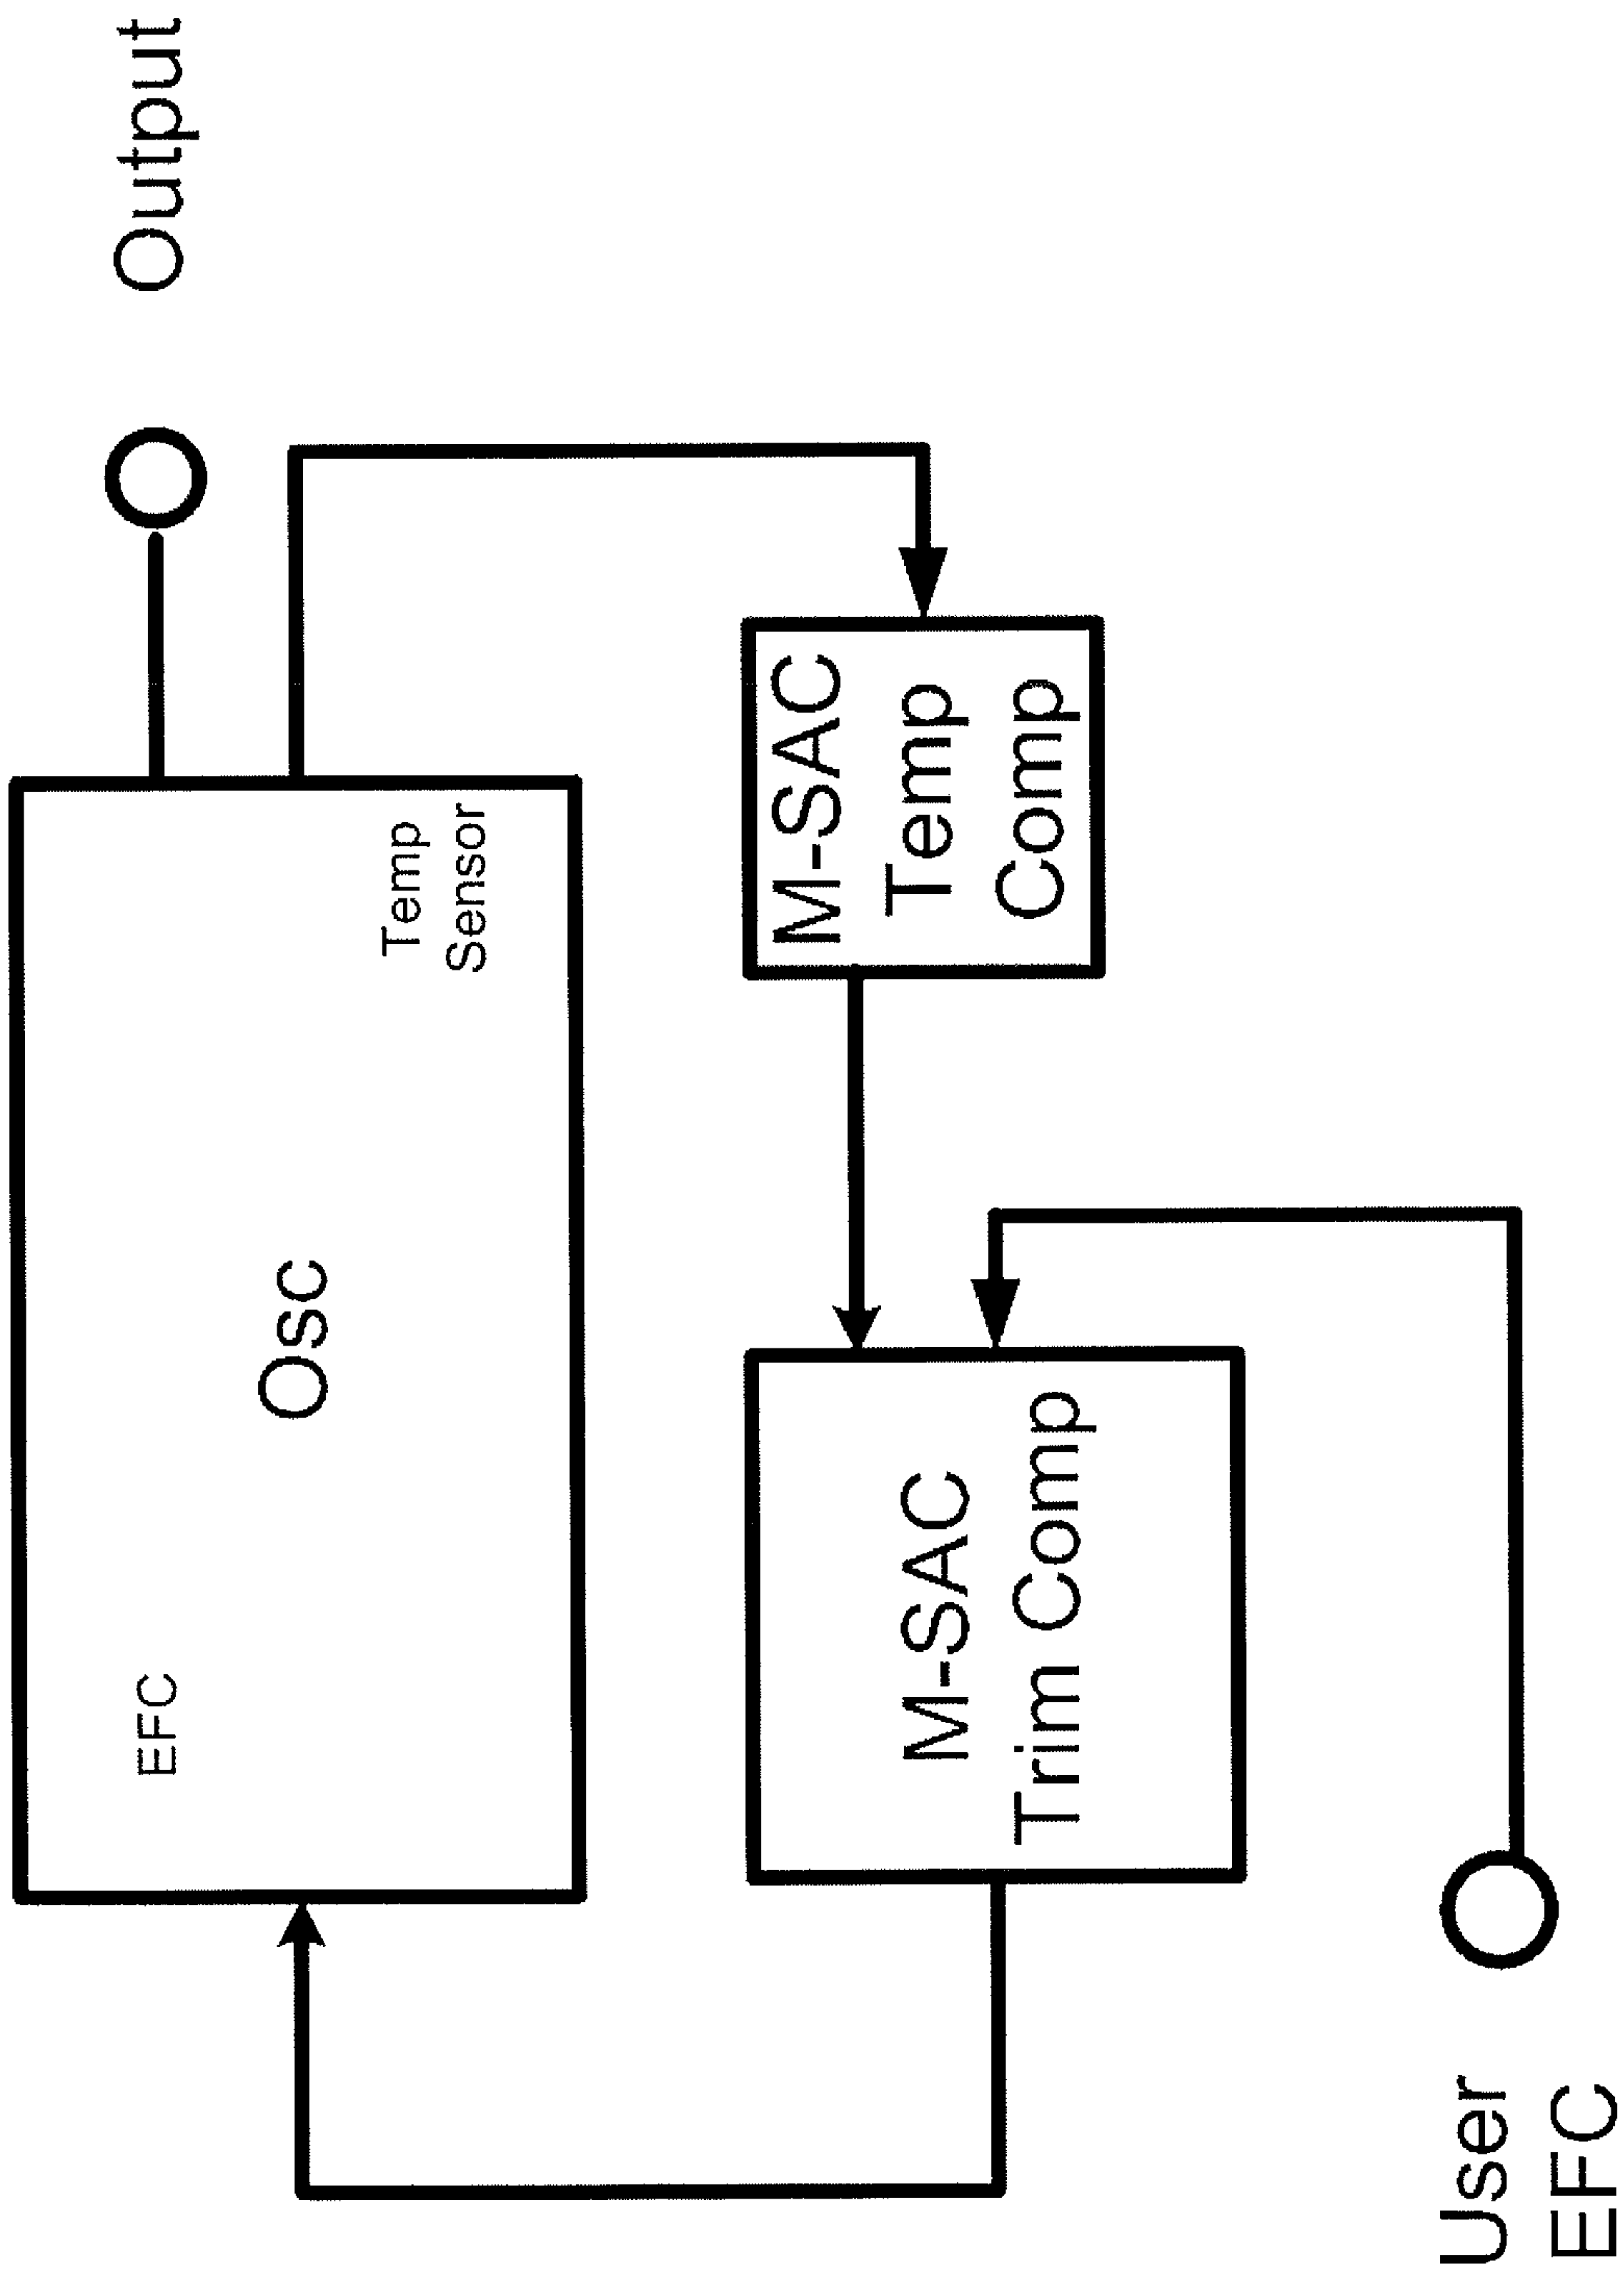 Output
EFC
Osc
Temp
Sensor
M-SAC
Trim Comp
M-SAC
Temp
Comp
User
EFC